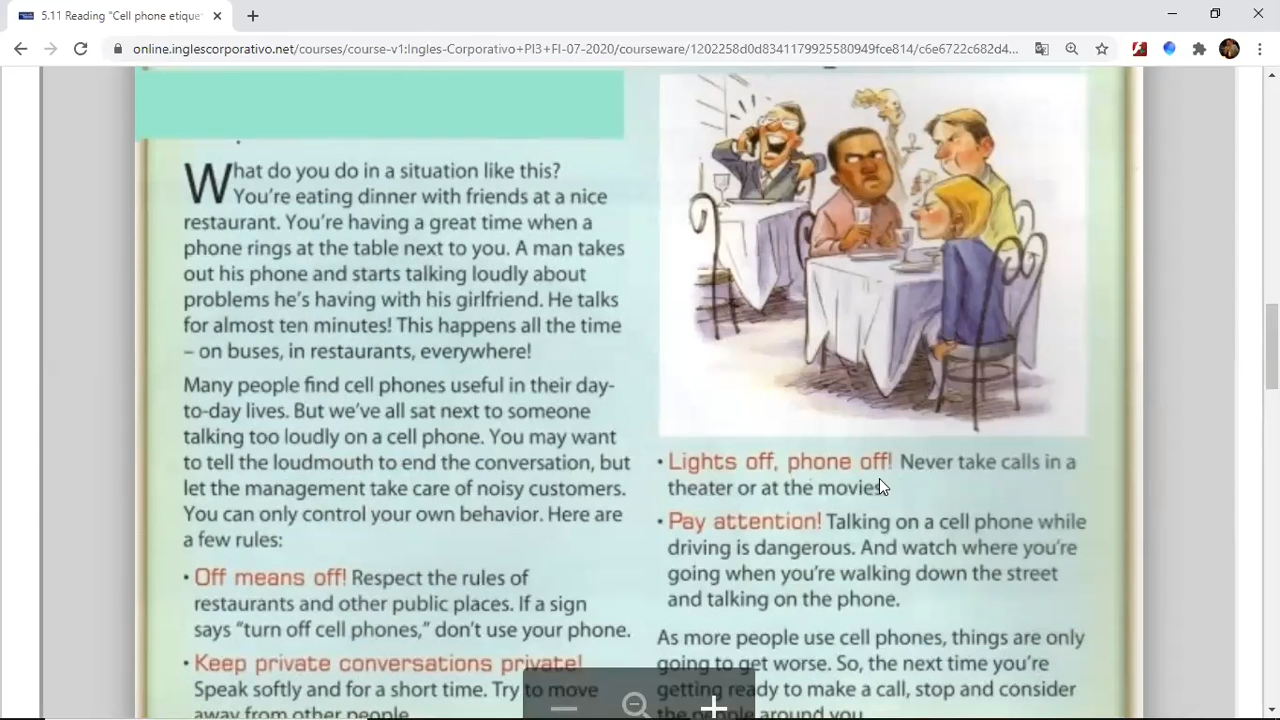 5.11 Reading "Cell phone etique
online.inglescorporativo.net/courses/course-v1:Ingles-Corporativo+PI3+FI-07-2020/courseware/1202258d0d8341179925580949fce814/c6e6722c682d4...
What do you do in a situation like this?
You're eating dinner with friends at a nice
restaurant. You're having a great time when a
phone rings at the table next to you. A man takes
out his phone and starts talking loudly about
problems he's having with his girlfriend. He talks
for almost ten minutes! This happens all the time
– on buses, in restaurants, everywhere!
Many people find cell phones useful in their day-
to-day lives. But we've all sat next to someone
talking too loudly on a cell phone. You may want
to tell the loudmouth to end the conversation, but
let the management take care of noisy customers.
You can only control your own behavior. Here are
a few rules:
• Off means off! Respect the rules of
restaurants and other public places. If a sign
says "turn off cell phones," don't use your phone.
• Keep private conversations private!
Speak softly and for a short time. Try to move
away from other people.
• Lights off, phone off! Never take calls in a
theater or at the movies.
• Pay attention! Talking on a cell phone while
driving is dangerous. And watch where you're
going when you're walking down the street
and talking on the phone.
As more people use cell phones, things are only
going to get worse. So, the next time you're
getting ready to make a call, stop and consider
the people around you.